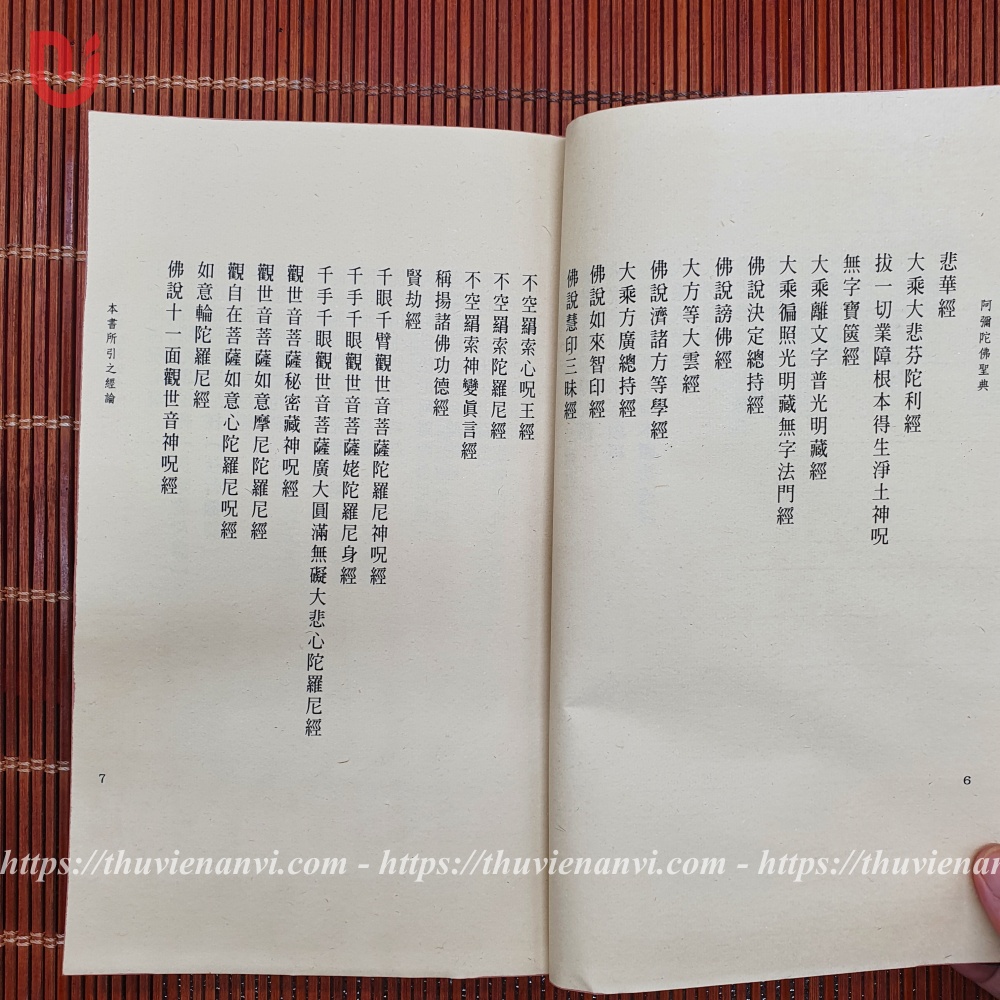 阿彌陀佛聖典
悲華經
大乘大悲芬陀利經
拔一切業障根本得生淨土神呪
無字寶篋經
大乘離文字普光明藏經
大乘徧照光明藏無字法門經
佛說決定總持經
佛說謗佛經
大方等大雲經
佛說濟諸方等學經
大乘方廣總持經
佛說如來智印經
佛說慧印三昧經
6
不空羂索心呪王經
不空羂索陀羅尼經
不空羂索神變眞言經
稱揚諸佛功德經
賢劫經
千眼千臂觀世音菩薩陀羅尼神呪經
千手千眼觀世音菩薩姥陀羅尼身經
千手千眼觀世音菩薩廣大圓滿無礙大悲心陀羅尼經
觀世音菩薩秘密藏神呪經
觀世音菩薩如意摩尼陀羅尼經
觀自在菩薩如意心陀羅尼呪經
如意輪陀羅尼經
佛說十一面觀世音神呪經
本書所引之經論
7
https://thuvienanvi.com - https://thuvienanvi.com - https://thuvien